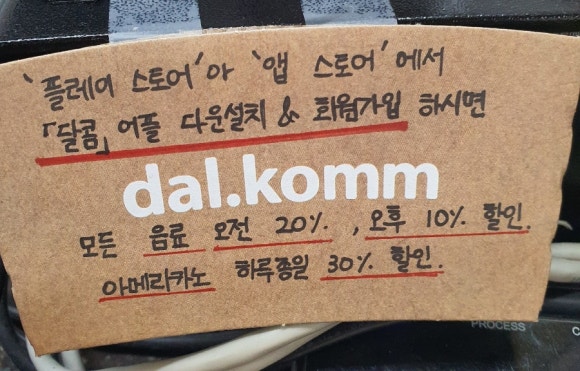 '플레이 스토어'아 '앱 스토어'에서
「달콤」 어플 다운설치 & 회원가입 하시면
dal.komm
모든 음료 오전 20%, 오후 10% 할인.
아메리카노 하루종일 30% 할인.
PROCESS